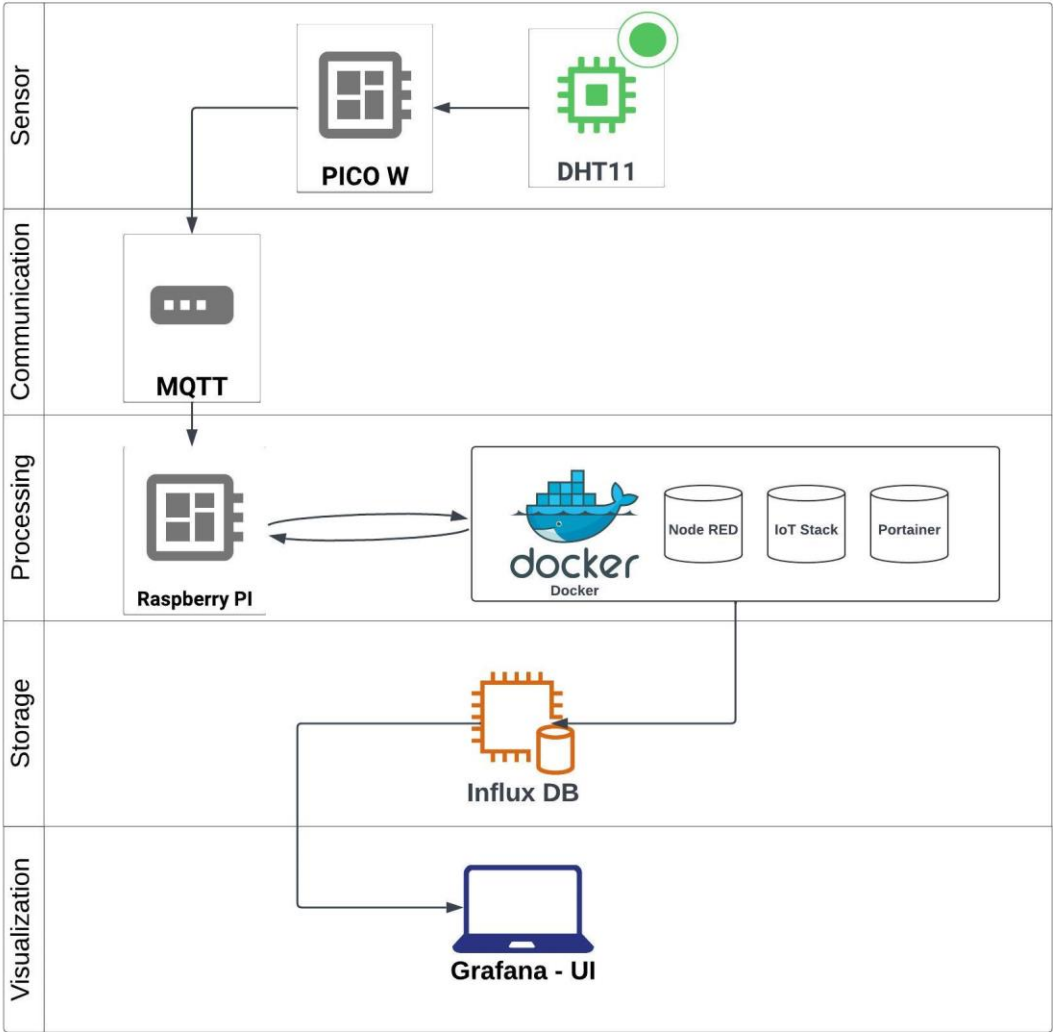 Sensor
PICO W
DHT11
Communication
MQTT
Processing
Raspberry PI
docker
Docker
Node RED
IoT Stack
Portainer
Storage
Influx DB
Visualization
Grafana - UI